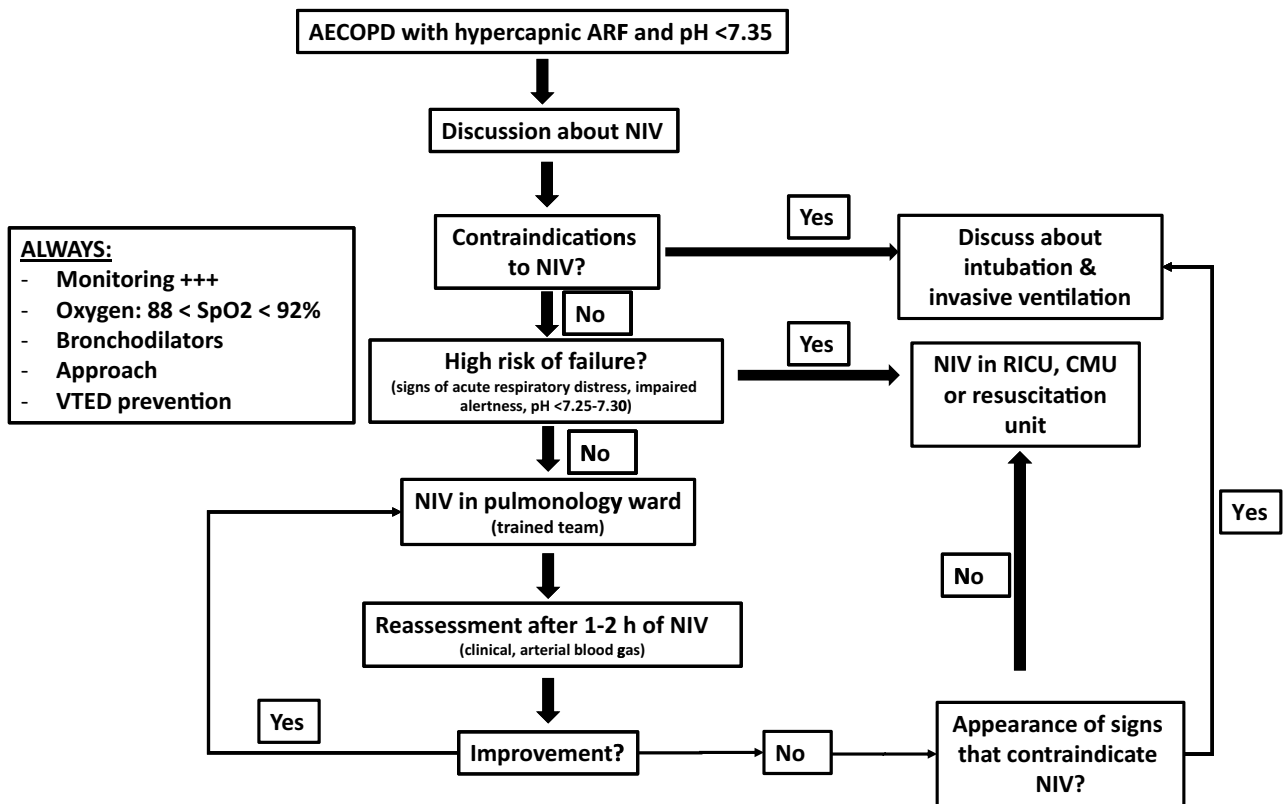 AECOPD with hypercapnic ARF and pH <7.35
Discussion about NIV
Contraindications
to NIV?
Yes
Discuss about
intubation &
invasive ventilation
ALWAYS:
- Monitoring +++
- Oxygen: 88 < SpO2 < 92%
- Bronchodilators
- Approach
- VTED prevention
No
High risk of failure?
(signs of acute respiratory distress, impaired
alertness, pH <7.25-7.30)
Yes
NIV in RICU, CMU
or resuscitation
unit
No
NIV in pulmonology ward
(trained team)
Yes
No
Reassessment after 1-2 h of NIV
(clinical, arterial blood gas)
Yes
Improvement?
No
Appearance of signs
that contraindicate
NIV?